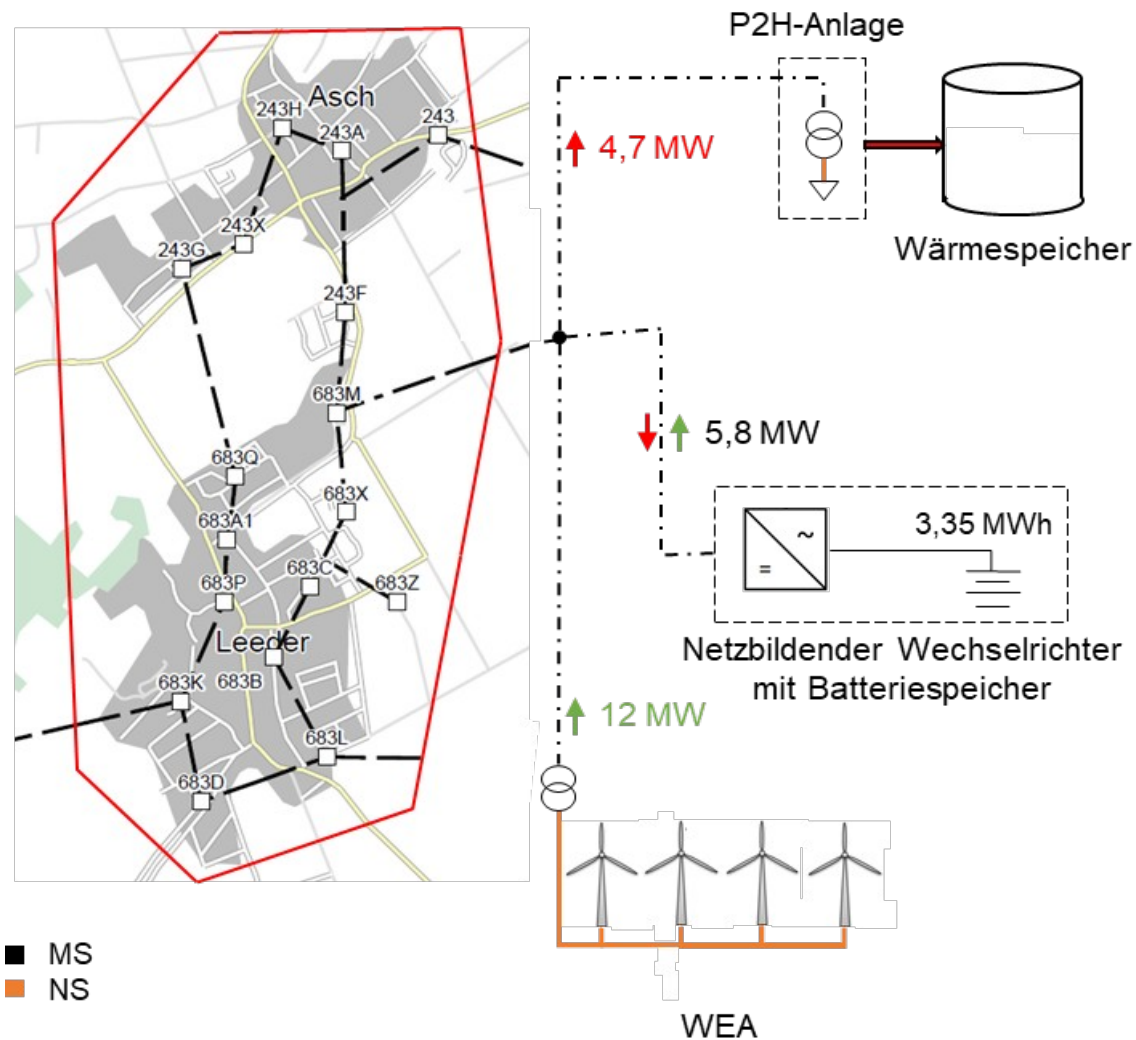 P2H-Anlage
Asch
243H
243A
243
4,7 MW
243X
243G
Wärmespeicher
243F
683M
5,8 MW
683Q
683X
683A1
~
=
3,35 MWh
683C
683P
683Z
Leeder
683B
683K
Netzbildender Wechselrichter
mit Batteriespeicher
12 MW
683L
683D
MS
NS
WEA